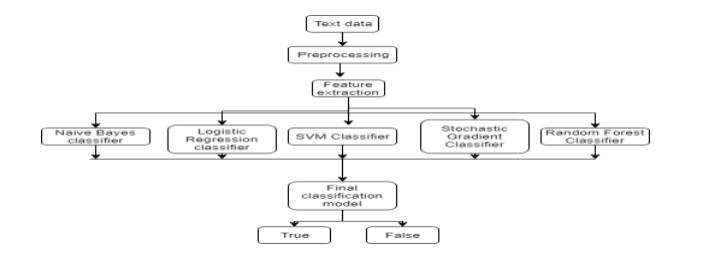 Text data
Preprocessing
Feature
extraction
Naive Bayes
classifier
Logistic
Regression
classifier
SVM Classifier
Stochastic
Gradient
Classifier
Random Forest
Classifier
Final
classification
model
True
False